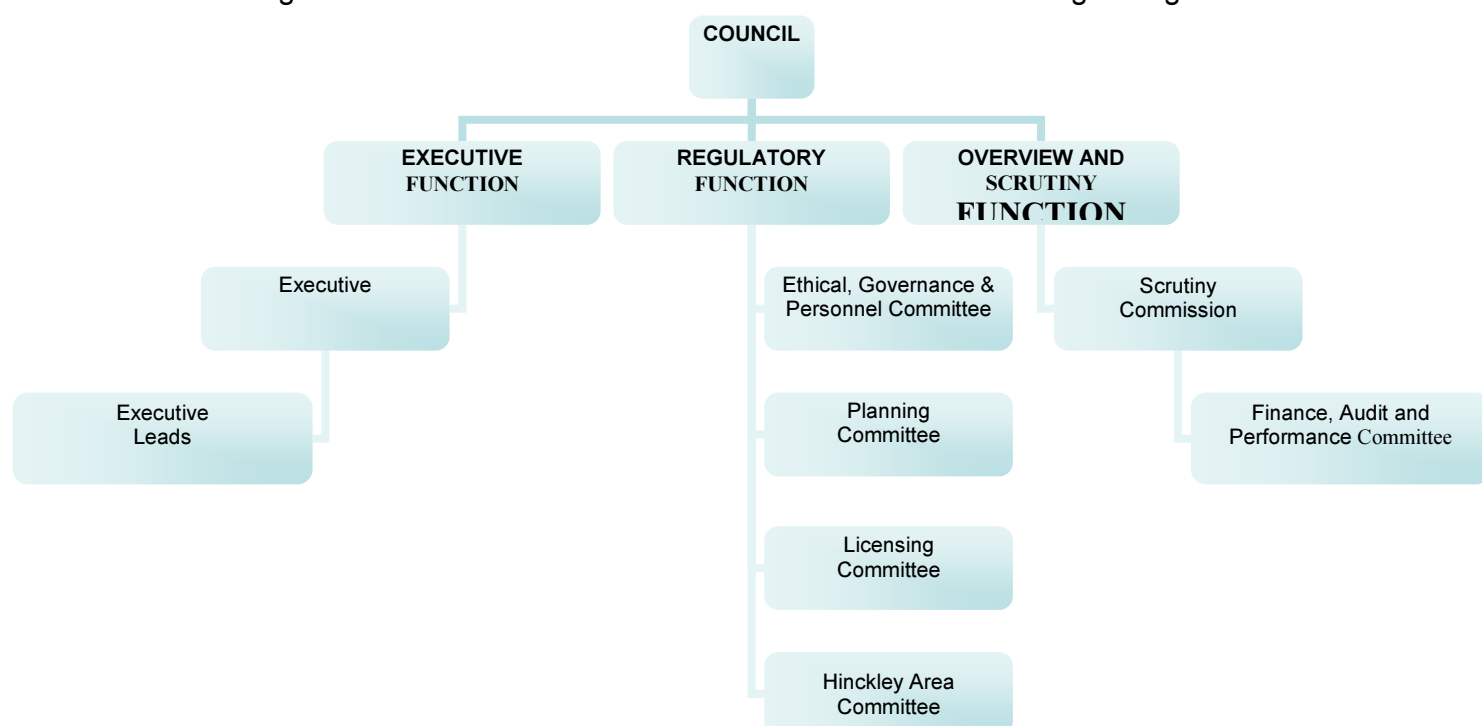 COUNCIL
EXECUTIVE
FUNCTION
REGULATORY
FUNCTION
OVERVIEW AND
SCRUTINY
FUNCTION
Executive
Ethical, Governance &
Personnel Committee
Scrutiny
Commission
Executive
Leads
Planning
Committee
Finance, Audit and
Performance Committee
Licensing
Committee
Hinckley Area
Committee